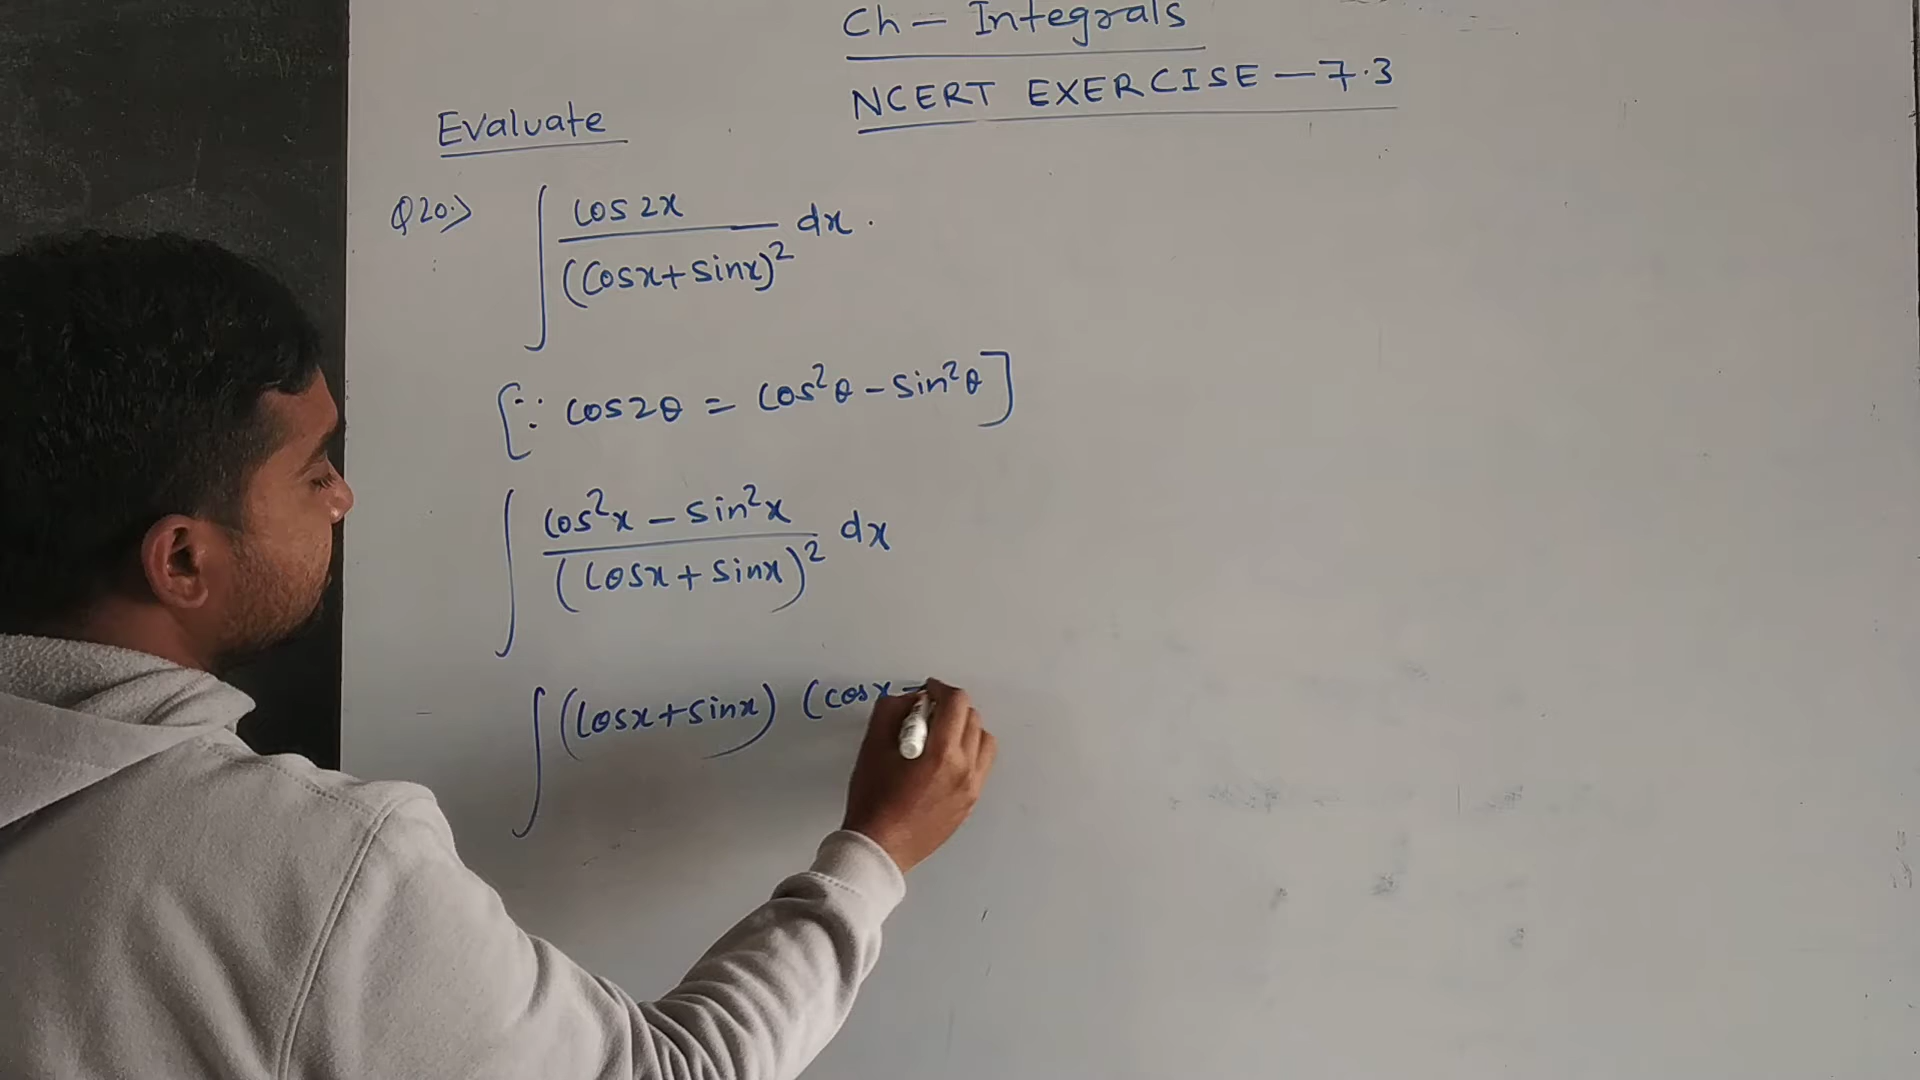 Ch — Integrals
NCERT EXERCISE — 7.3
Evaluate
Q20.> ∫ cos 2x / (Cosx + sinx)² dx.
[∵ cos2θ = cos²θ - sin²θ]
∫ cos²x - sin²x / (cosx + sinx)² dx
∫ (cosx + sinx) (cosx -